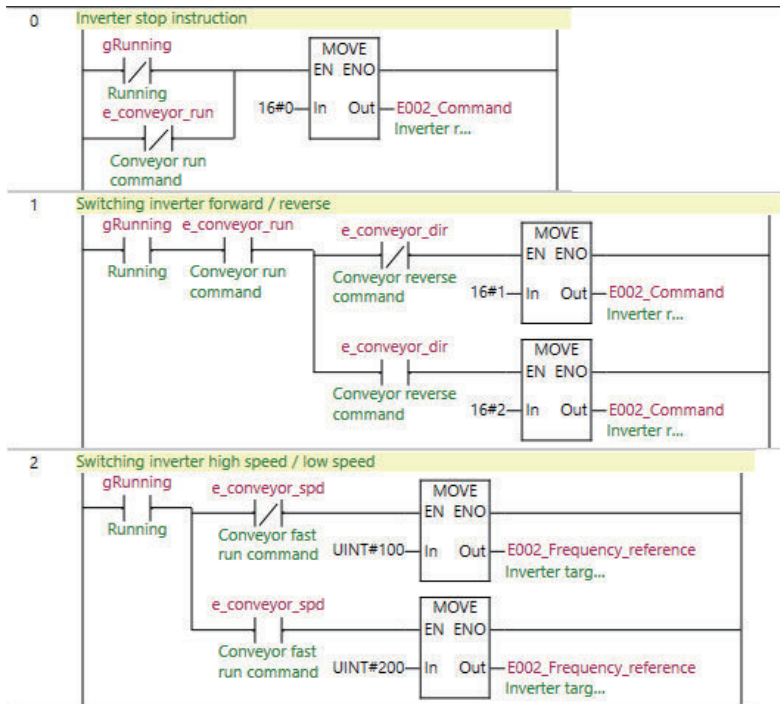 0 Inverter stop instruction
gRunning
MOVE
EN ENO
Running
e_conveyor_run
16#0 In Out E002_Command
Inverter r...
Conveyor run
command
1 Switching inverter forward / reverse
gRunning e_conveyor_run e_conveyor_dir
MOVE
EN ENO
Running Conveyor run
command
Conveyor reverse
command
16#1 In Out E002_Command
Inverter r...
e_conveyor_dir
MOVE
EN ENO
Conveyor reverse
command
16#2 In Out E002_Command
Inverter r...
2 Switching inverter high speed / low speed
gRunning e_conveyor_spd
MOVE
EN ENO
Running
Conveyor fast
run command
UINT#100 In Out E002_Frequency_reference
Inverter targ...
e_conveyor_spd
MOVE
EN ENO
Conveyor fast
run command
UINT#200 In Out E002_Frequency_reference
Inverter targ...